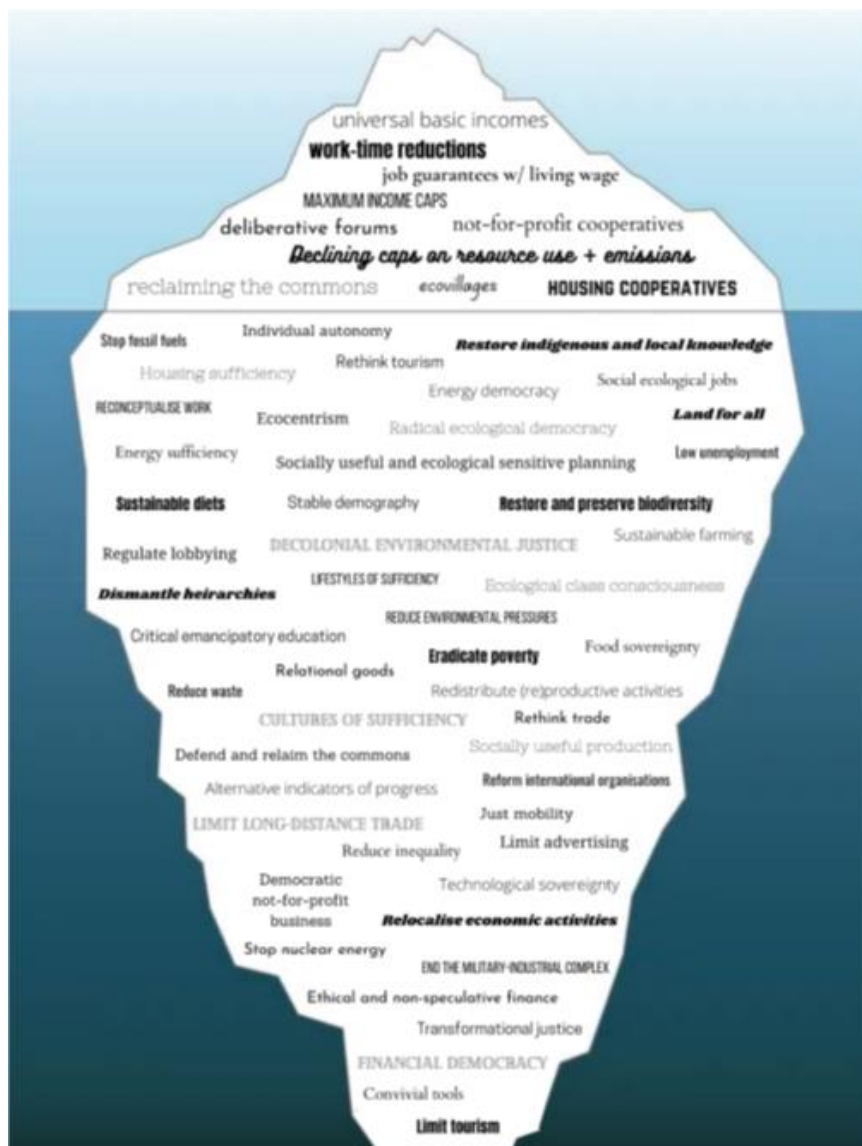 universal basic incomes
work-time reductions
job guarantees w/ living wage
MAXIMUM INCOME CAPS
deliberative forums
not-for-profit cooperatives
Declining caps on resource use + emissions
reclaiming the commons
ecovillages
HOUSING COOPERATIVES
Stop fossil fuels
Individual autonomy
Restore indigenous and local knowledge
Rethink tourism
Housing sufficiency
Energy democracy
Social ecological jobs
RECONCEPTUALISE WORK
Ecocentrism
Radical ecological democracy
Land for all
Energy sufficiency
Socially useful and ecological sensitive planning
Low unemployment
Sustainable diets
Stable demography
Restore and preserve biodiversity
Regulate lobbying
DECOLONIAL ENVIRONMENTAL JUSTICE
Sustainable farming
Dismantle heirarchies
LIFESTYLES OF SUFFICIENCY
Ecological class consciousness
REDUCE ENVIRONMENTAL PRESSURES
Critical emancipatory education
Relational goods
Eradicate poverty
Food sovereignty
Reduce waste
Redistribute (re)productive activities
CULTURES OF SUFFICIENCY
Rethink trade
Defend and relaim the commons
Socially useful production
Alternative indicators of progress
Reform international organisations
LIMIT LONG-DISTANCE TRADE
Just mobility
Reduce inequality
Limit advertising
Democratic
not-for-profit
business
Technological sovereignty
Relocalise economic activities
Stop nuclear energy
END THE MILITARY-INDUSTRIAL COMPLEX
Ethical and non-speculative finance
Transformational justice
FINANCIAL DEMOCRACY
Convivial tools
Limit tourism